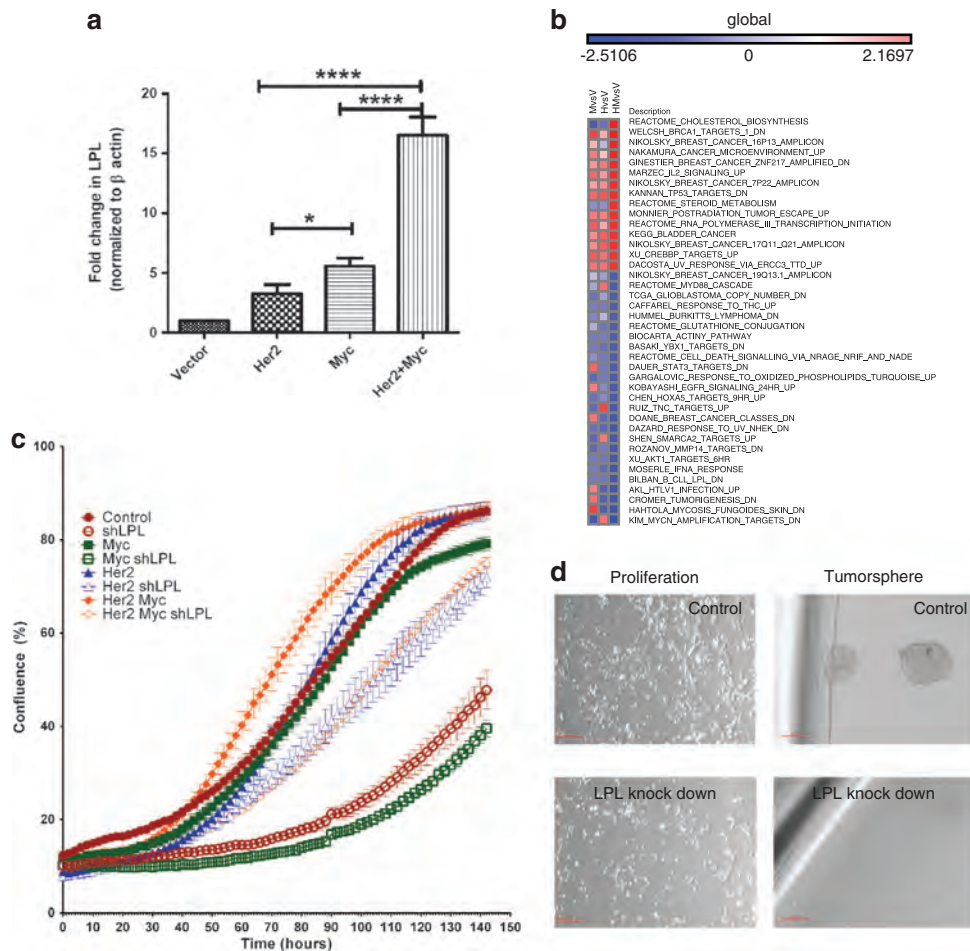 a
Fold change in LPL
(normalized to β actin)
20
15
10
5
0
****
****
*
Vector
Her2
Myc
Her2+Myc
b
global
-2.5106 0 2.1697
MvsV
HvsV
HMvsV
Description
REACTOME_CHOLESTEROL_BIOSYNTHESIS
WELCSH_BRCA1_TARGETS_1_DN
NIKOLSKY_BREAST_CANCER_16P13_AMPLICON
NAKAMURA_CANCER_MICROENVIRONMENT_UP
GINESTIER_BREAST_CANCER_ZNF217_AMPLIFIED_DN
MARZEC_IL2_SIGNALING_UP
NIKOLSKY_BREAST_CANCER_7P22_AMPLICON
KANNAN_TP53_TARGETS_DN
REACTOME_STEROID_METABOLISM
MONNIER_POSTRADIATION_TUMOR_ESCAPE_UP
REACTOME_RNA_POLYMERASE_III_TRANSCRIPTION_INITIATION
KEGG_BLADDER_CANCER
NIKOLSKY_BREAST_CANCER_17Q11_Q21_AMPLICON
XU_CREBBP_TARGETS_UP
DACOSTA_UV_RESPONSE_VIA_ERCC3_TTD_UP
NIKOLSKY_BREAST_CANCER_19Q13.1_AMPLICON
REACTOME_MYD88_CASCADE
TCGA_GLIOBLASTOMA_COPY_NUMBER_DN
CAFFAREL_RESPONSE_TO_THC_UP
HUMMEL_BURKITTS_LYMPHOMA_DN
REACTOME_GLUTATHIONE_CONJUGATION
BIOCARTA_ACTINY_PATHWAY
BASAKI_YBX1_TARGETS_DN
REACTOME_CELL_DEATH_SIGNALLING_VIA_NRAGE_NRIF_AND_NADE
DAUER_STAT3_TARGETS_DN
GARGALOVIC_RESPONSE_TO_OXIDIZED_PHOSPHOLIPIDS_TURQUOISE_UP
KOBAYASHI_EGFR_SIGNALING_24HR_UP
CHEN_HOXA5_TARGETS_9HR_UP
RUIZ_TNC_TARGETS_UP
DOANE_BREAST_CANCER_CLASSES_DN
DAZARD_RESPONSE_TO_UV_NHEK_DN
SHEN_SMARCA2_TARGETS_UP
ROZANOV_MMP14_TARGETS_DN
XU_AKT1_TARGETS_6HR
MOSERLE_IFNA_RESPONSE
BILBAN_B_CLL_LPL_DN
AKL_HTLV1_INFECTION_UP
CROMER_TUMORIGENESIS_DN
HAHTOLA_MYCOSIS_FUNGOIDES_SKIN_DN
KIM_MYCN_AMPLIFICATION_TARGETS_DN
c
Confluence (%)
100
80
60
40
20
0
Control
shLPL
Myc
Myc shLPL
Her2
Her2 shLPL
Her2 Myc
Her2 Myc shLPL
0 10 20 30 40 50 60 70 80 90 100 110 120 130 140 150
Time (hours)
d
Proliferation Tumorsphere
Control Control
LPL knock down LPL knock down